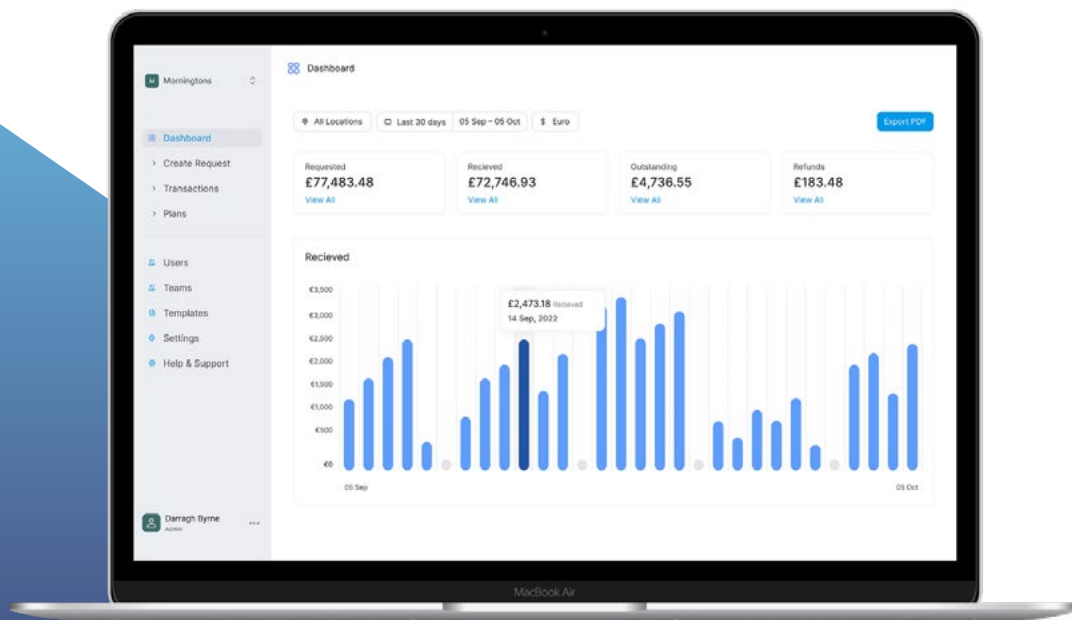 Morningtons
Dashboard
Create Request
Transactions
Plans
Users
Teams
Templates
Settings
Help & Support
Darragh Byrne
Admin
Dashboard
All Locations
Last 30 days
05 Sep – 05 Oct
$ Euro
Export PDF
Requested
£77,483.48
View All
Recieved
£72,746.93
View All
Outstanding
£4,736.55
View All
Refunds
£183.48
View All
Recieved
€3,500
€3,000
€2,500
€2,000
€1,500
€1,000
€500
€0
£2,473.18 Recieved
14 Sep, 2022
05 Sep
05 Oct
MacBook Air